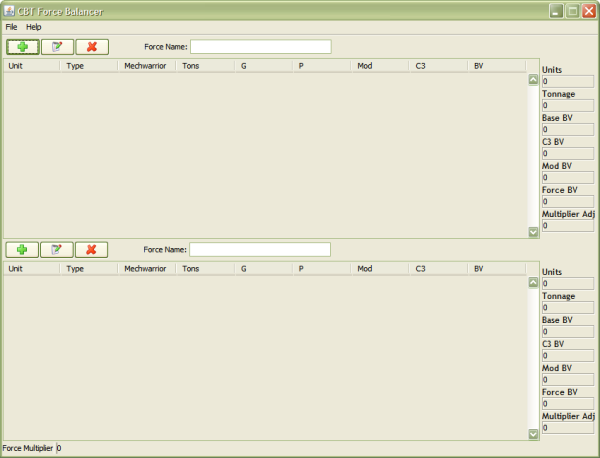 CBT Force Balancer
File Help
Force Name:
Unit Type Mechwarrior Tons G P Mod C3 BV
Units
0
Tonnage
0
Base BV
0
C3 BV
0
Mod BV
0
Force BV
0
Multiplier Adj
0
Force Name:
Unit Type Mechwarrior Tons G P Mod C3 BV
Units
0
Tonnage
0
Base BV
0
C3 BV
0
Mod BV
0
Force BV
0
Multiplier Adj
0
Force Multiplier 0